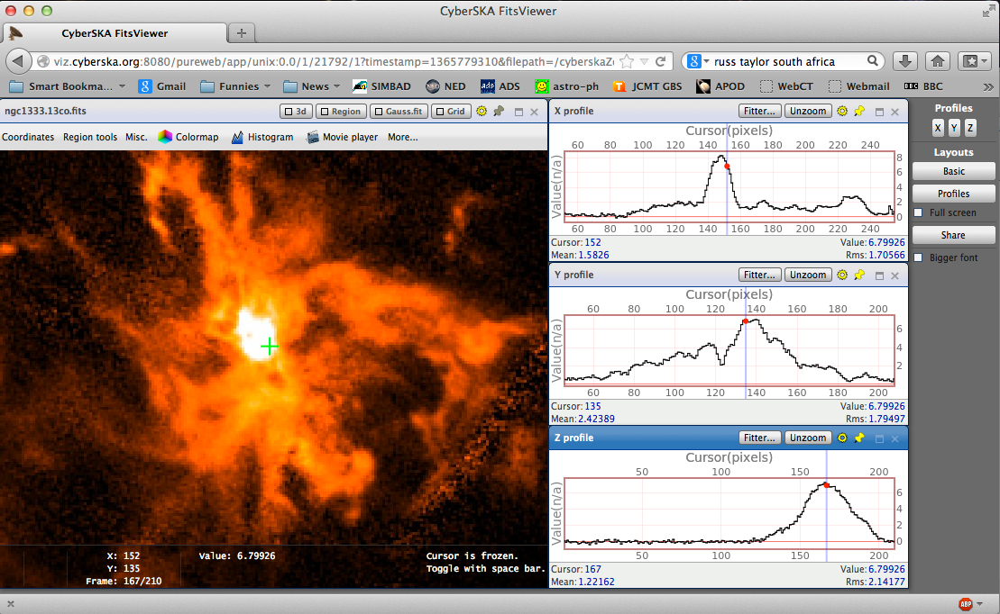 CyberSKA FitsViewer
CyberSKA FitsViewer
viz.cyberska.org:8080/pureweb/app/unix:0.0/1/21792/1?timestamp=1365779310&filepath=/cyberskaZ
8 russ taylor south africa
Smart Bookma... 8 Gmail Funnies News SIMBAD NED ads ADS astro-ph T JCMT GBS APOD WebCT Webmail BBC BBC
ngc1333.13co.fits 3d Region Gauss.fit Grid
Coordinates Region tools Misc. Colormap Histogram Movie player More...
X: 152 Value: 6.79926 Cursor is frozen.
Y: 135 Toggle with space bar.
Frame: 167/210
X profile Fitter... Unzoom
Cursor(pixels)
60 80 100 120 140 160 180 200 220 240
Value(n/a)
8
6
4
2
0
60 80 100 120 140 160 180 200 220 240
Cursor: 152 Value: 6.79926
Mean: 1.5826 Rms: 1.70566
Y profile Fitter... Unzoom
Cursor(pixels)
60 80 100 120 140 160 180 200
Value(n/a)
6
4
2
60 80 100 120 140 160 180 200
Cursor: 135 Value: 6.79926
Mean: 2.42389 Rms: 1.79497
Z profile Fitter... Unzoom
Cursor(pixels)
50 100 150 200
Value(n/a)
6
4
2
0
50 100 150 200
Cursor: 167 Value: 6.79926
Mean: 1.22162 Rms: 2.14177
Profiles
X Y Z
Layouts
Basic
Profiles
Full screen
Share
Bigger font
ABP